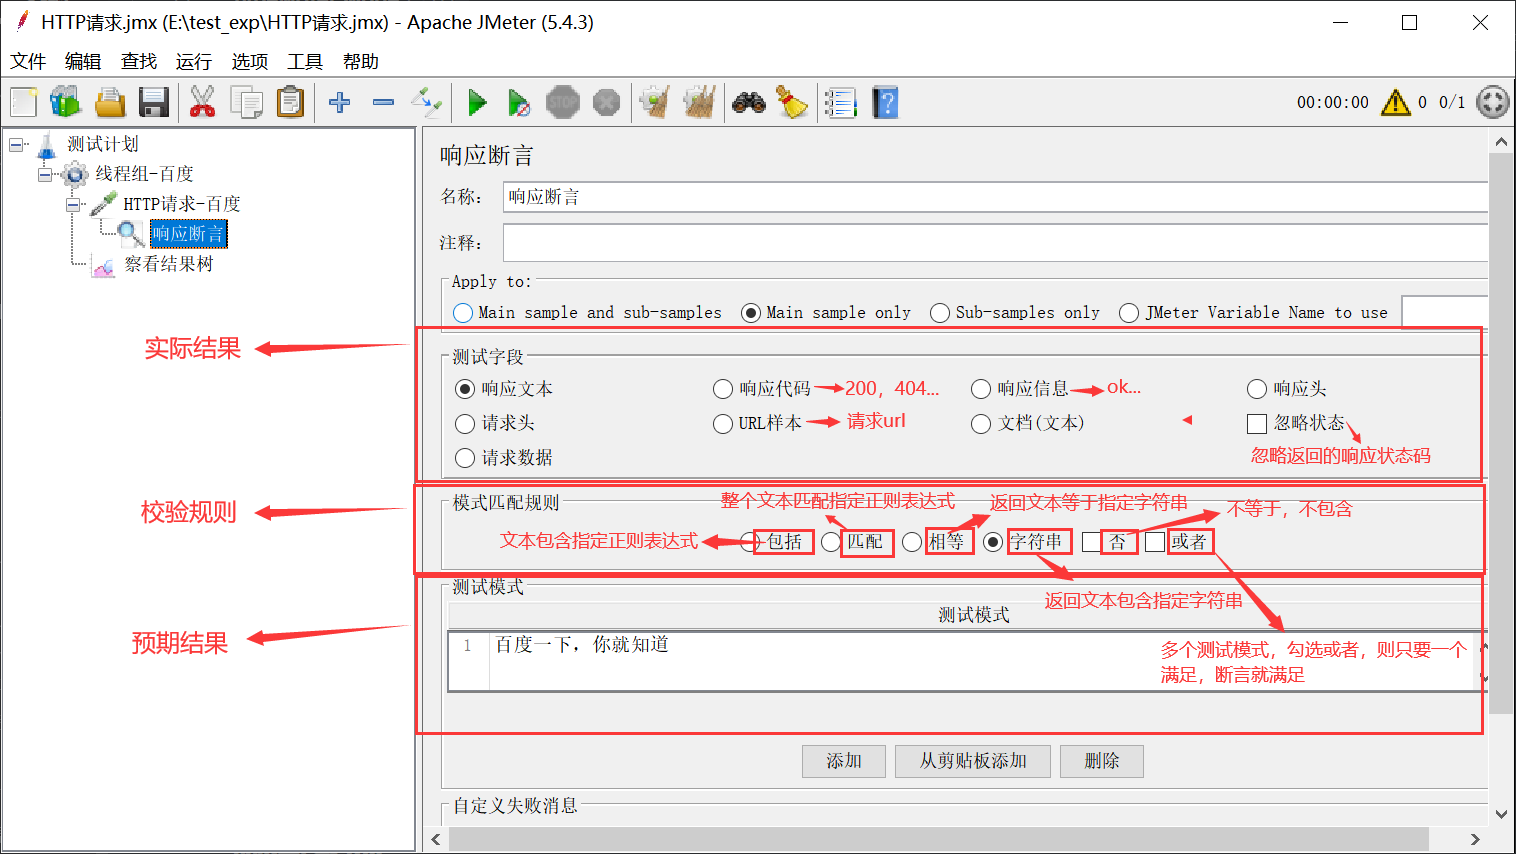 HTTP请求.jmx (E:\test_exp\HTTP请求.jmx) - Apache JMeter (5.4.3)
文件 编辑 查找 运行 选项 工具 帮助
STOP
00:00:00 0 0/1
测试计划
线程组-百度
HTTP请求-百度
响应断言
察看结果树
响应断言
名称: 响应断言
注释:
Apply to:
Main sample and sub-samples Main sample only Sub-samples only JMeter Variable Name to use
实际结果
测试字段
响应文本 响应代码 200，404... 响应信息 ok... 响应头
请求头 URL样本 请求url 文档(文本) 忽略状态
忽略返回的响应状态码
请求数据
校验规则
模式匹配规则 整个文本匹配指定正则表达式 返回文本等于指定字符串 不等于，不包含
文本包含指定正则表达式 包括 匹配 相等 字符串 否 或者
测试模式
返回文本包含指定字符串
测试模式
预期结果
1 百度一下，你就知道
多个测试模式，勾选或者，则只要一个
满足，断言就满足
添加 从剪贴板添加 删除
自定义失败消息